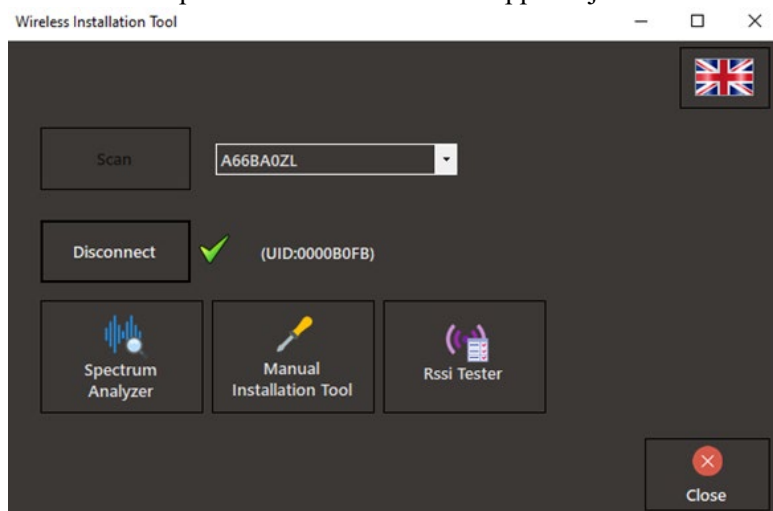 Wireless Installation Tool
Scan
A66BA0ZL
Disconnect
(UID:0000B0FB)
Spectrum
Analyzer
Manual
Installation Tool
Rssi Tester
Close